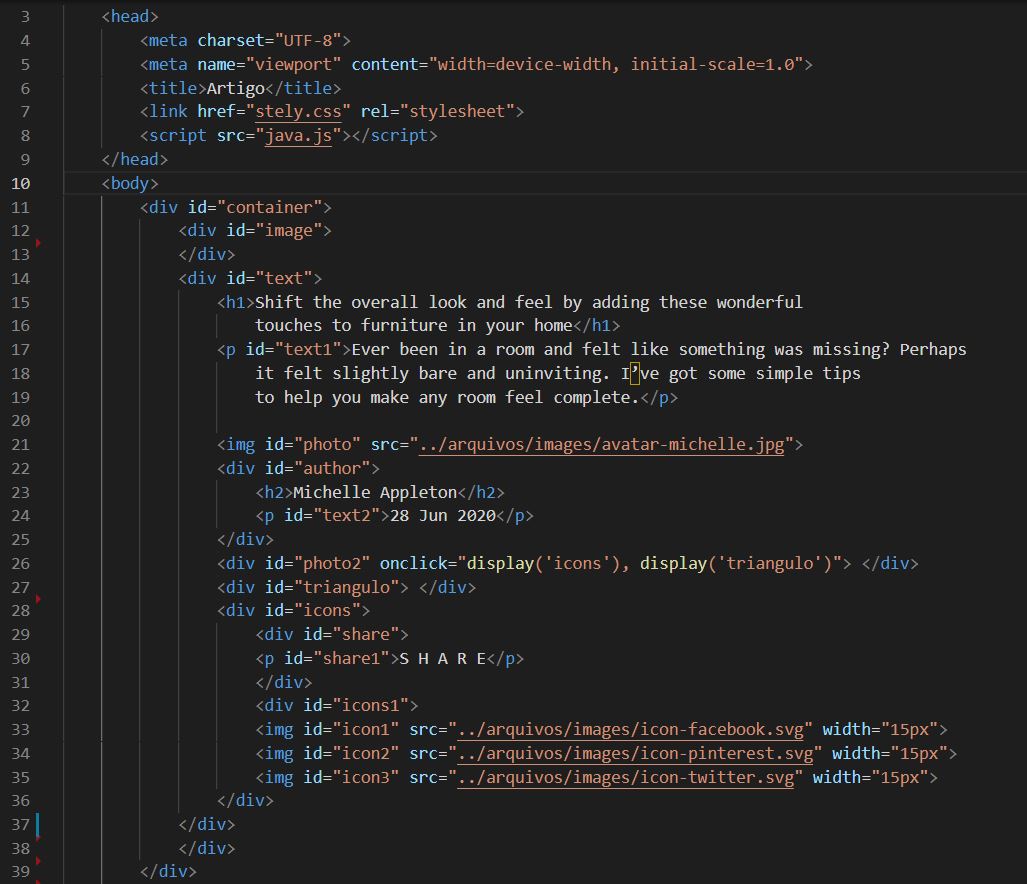 3 <head>
4 <meta charset="UTF-8">
5 <meta name="viewport" content="width=device-width, initial-scale=1.0">
6 <title>Artigo</title>
7 <link href="stely.css" rel="stylesheet">
8 <script src="java.js"></script>
9 </head>
10 <body>
11 <div id="container">
12 <div id="image">
13 </div>
14 <div id="text">
15 <h1>Shift the overall look and feel by adding these wonderful
16 touches to furniture in your home</h1>
17 <p id="text1">Ever been in a room and felt like something was missing? Perhaps
18 it felt slightly bare and uninviting. I’ve got some simple tips
19 to help you make any room feel complete.</p>
20
21 <img id="photo" src="../arquivos/images/avatar-michelle.jpg">
22 <div id="author">
23 <h2>Michelle Appleton</h2>
24 <p id="text2">28 Jun 2020</p>
25 </div>
26 <div id="photo2" onclick="display('icons'), display('triangulo')"> </div>
27 <div id="triangulo"> </div>
28 <div id="icons">
29 <div id="share">
30 <p id="share1">S H A R E</p>
31 </div>
32 <div id="icons1">
33 <img id="icon1" src="../arquivos/images/icon-facebook.svg" width="15px">
34 <img id="icon2" src="../arquivos/images/icon-pinterest.svg" width="15px">
35 <img id="icon3" src="../arquivos/images/icon-twitter.svg" width="15px">
36 </div>
37 </div>
38 </div>
39 </div>